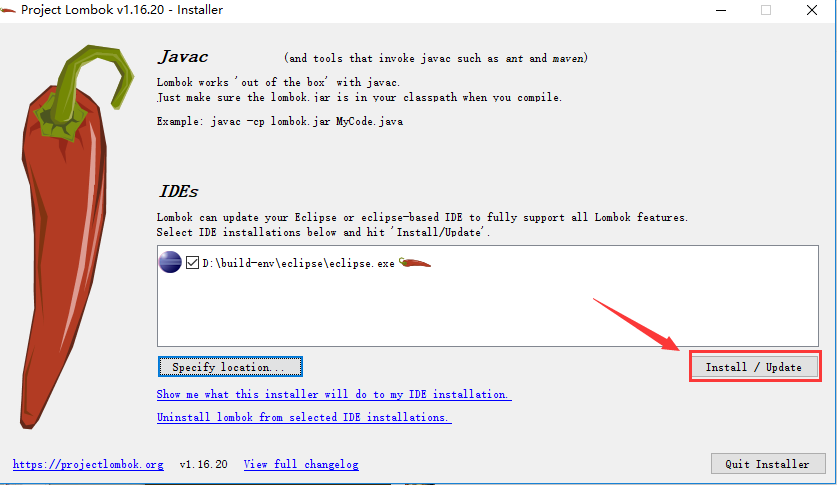 Project Lombok v1.16.20 - Installer
Javac (and tools that invoke javac such as ant and maven)
Lombok works 'out of the box' with javac.
Just make sure the lombok.jar is in your classpath when you compile.
Example: javac -cp lombok.jar MyCode.java
IDEs
Lombok can update your Eclipse or eclipse-based IDE to fully support all Lombok features.
Select IDE installations below and hit 'Install/Update'.
D:\build-env\eclipse\eclipse.exe
Specify location... Install / Update
Show me what this installer will do to my IDE installation.
Uninstall lombok from selected IDE installations.
https://projectlombok.org v1.16.20 View full changelog Quit Installer